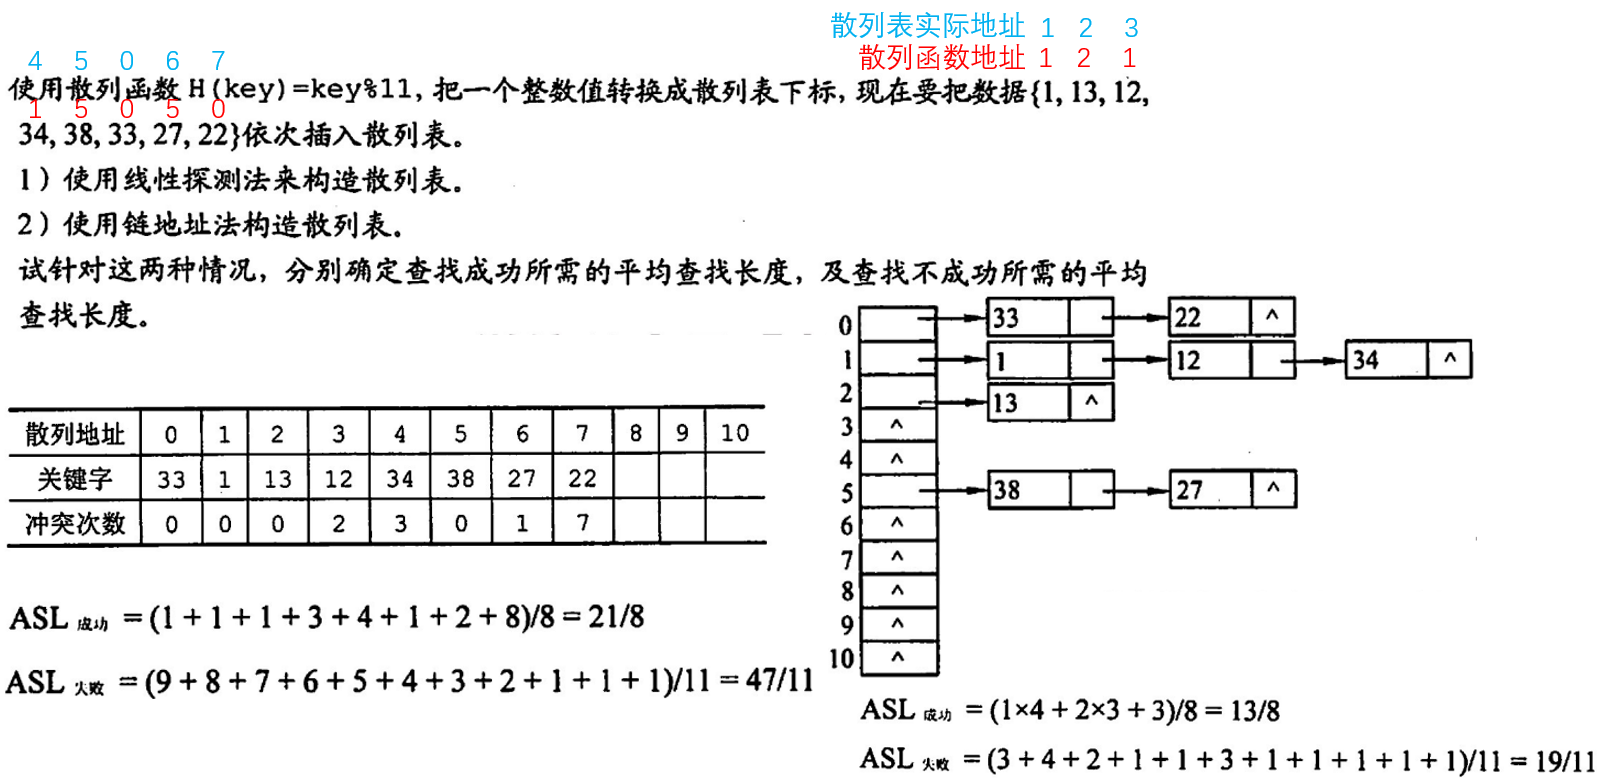 散列表实际地址 1 2 3
散列函数地址 1 2 1
4 5 0 6 7
使用散列函数 H(key)=key%11, 把一个整数值转换成散列表下标, 现在要把数据{1, 13, 12,
1 5 0 5 0
34, 38, 33, 27, 22}依次插入散列表。
1）使用线性探测法来构造散列表。
2）使用链地址法构造散列表。
试针对这两种情况, 分别确定查找成功所需的平均查找长度, 及查找不成功所需的平均
查找长度。
散列地址 0 1 2 3 4 5 6 7 8 9 10
关键字 33 1 13 12 34 38 27 22
冲突次数 0 0 0 2 3 0 1 7
ASL 成功 = (1 + 1 + 1 + 3 + 4 + 1 + 2 + 8)/8 = 21/8
ASL 失败 = (9 + 8 + 7 + 6 + 5 + 4 + 3 + 2 + 1 + 1 + 1)/11 = 47/11
0 33 22 ^
1 1 12 34 ^
2 13 ^
3 ^
4 ^
5 38 27 ^
6 ^
7 ^
8 ^
9 ^
10 ^
ASL 成功 = (1×4 + 2×3 + 3)/8 = 13/8
ASL 失败 = (3 + 4 + 2 + 1 + 1 + 3 + 1 + 1 + 1 + 1 + 1)/11 = 19/11